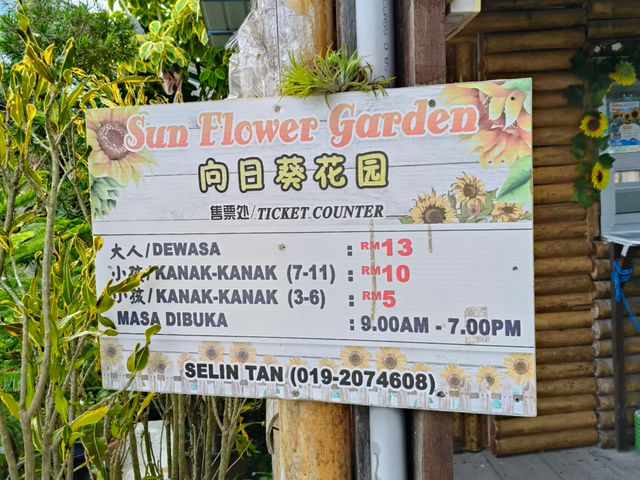 Sun Flower Garden
向日葵花园
售票处/TICKET COUNTER
大人/DEWASA : RM13
小孩/KANAK-KANAK (7-11) : RM10
小孩/KANAK-KANAK (3-6) : RM5
MASA DIBUKA : 9.00AM - 7.00PM
SELIN TAN (019-2074608)